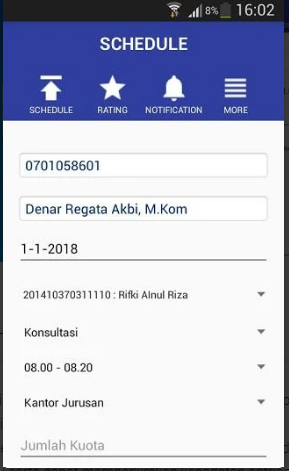 8% 16:02
SCHEDULE
SCHEDULE RATING NOTIFICATION MORE
0701058601
Denar Regata Akbi, M.Kom
1-1-2018
201410370311110 : Rifki Alnul Riza
Konsultasi
08.00 - 08.20
Kantor Jurusan
Jumlah Kuota